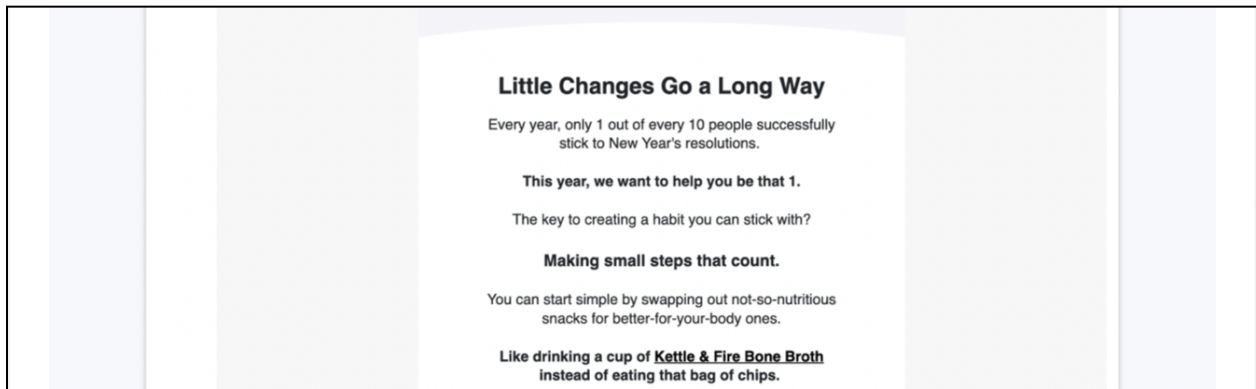 Little Changes Go a Long Way
Every year, only 1 out of every 10 people successfully
stick to New Year's resolutions.
This year, we want to help you be that 1.
The key to creating a habit you can stick with?
Making small steps that count.
You can start simple by swapping out not-so-nutritious
snacks for better-for-your-body ones.
Like drinking a cup of Kettle & Fire Bone Broth
instead of eating that bag of chips.